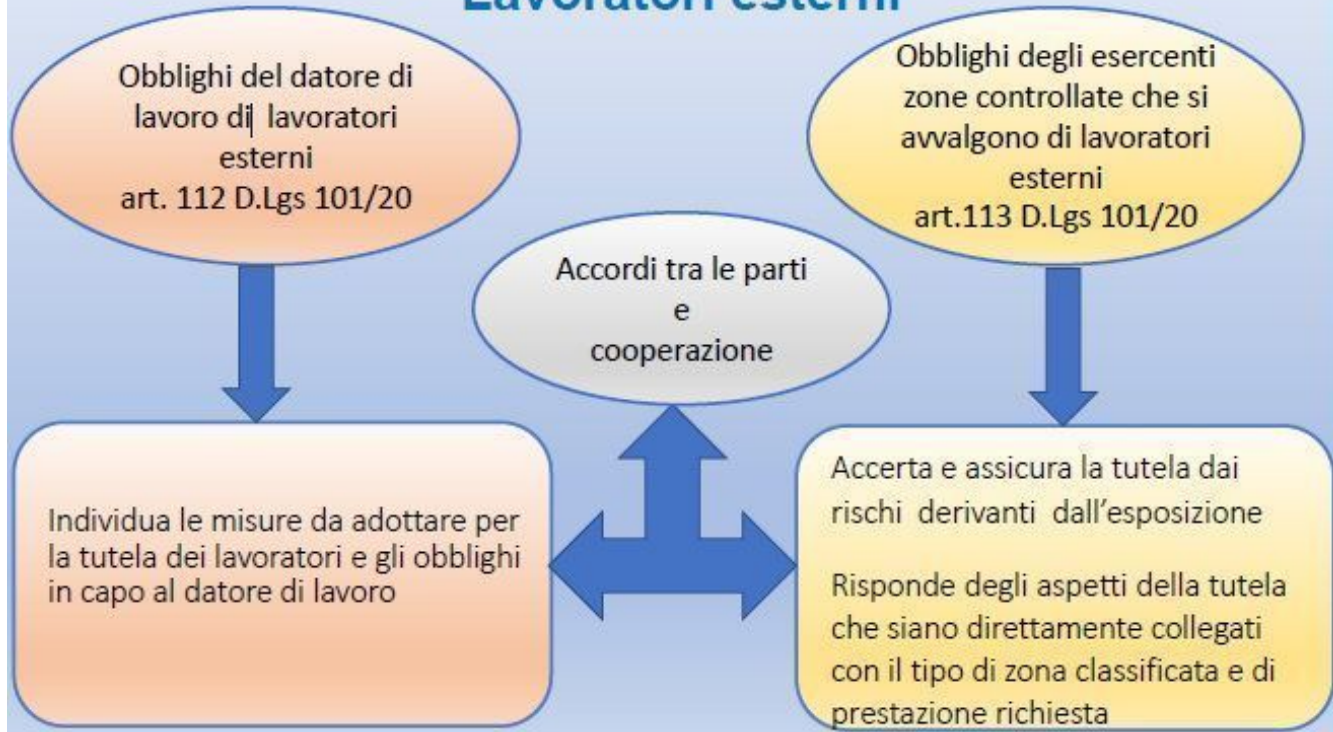 Lavoratori esterni
Obblighi del datore di
lavoro di lavoratori
esterni
art. 112 D.Lgs 101/20
Obblighi degli esercenti
zone controllate che si
avvalgono di lavoratori
esterni
art.113 D.Lgs 101/20
Accordi tra le parti
e
cooperazione
Individua le misure da adottare per
la tutela dei lavoratori e gli obblighi
in capo al datore di lavoro
Accerta e assicura la tutela dai
rischi derivanti dall'esposizione
Risponde degli aspetti della tutela
che siano direttamente collegati
con il tipo di zona classificata e di
prestazione richiesta